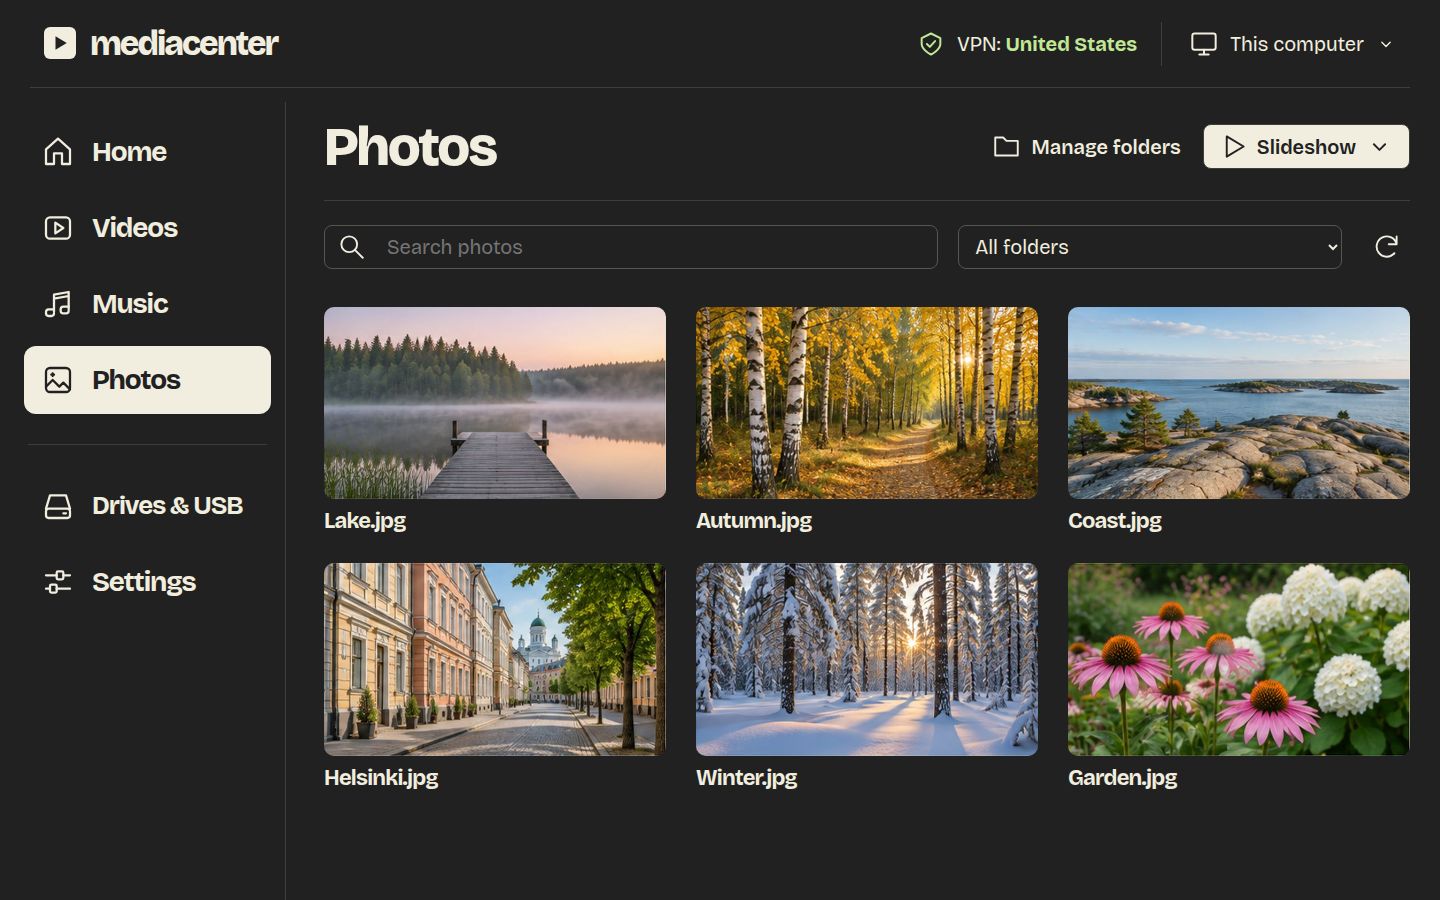 mediacenter
VPN: United States
This computer
Home
Videos
Music
Photos
Drives & USB
Settings
Photos
Manage folders
Slideshow
Search photos
All folders
Lake.jpg
Autumn.jpg
Coast.jpg
Helsinki.jpg
Winter.jpg
Garden.jpg